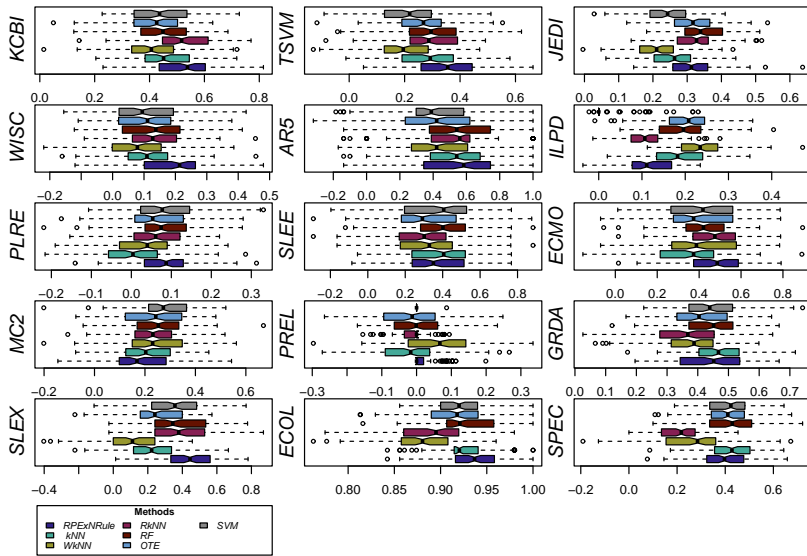 KCBI TSVM JEDI
0.0 0.2 0.4 0.6 0.8 0.0 0.2 0.4 0.6 0.0 0.1 0.2 0.3 0.4 0.5 0.6
WISC AR5 ILPD
−0.2 −0.1 0.0 0.1 0.2 0.3 0.4 0.5 −0.4 −0.2 0.0 0.2 0.4 0.6 0.8 1.0 0.0 0.1 0.2 0.3 0.4
PLRE SLEE ECMO
−0.2 −0.1 0.0 0.1 0.2 0.3 −0.2 0.0 0.2 0.4 0.6 0.8 0.0 0.2 0.4 0.6 0.8
MC2 PREL GRDA
−0.2 0.0 0.2 0.4 0.6 −0.3 −0.2 −0.1 0.0 0.1 0.2 0.3 0.0 0.2 0.4 0.6
SLEX ECOL SPEC
−0.4 −0.2 0.0 0.2 0.4 0.6 0.8 0.80 0.85 0.90 0.95 1.00 −0.2 0.0 0.2 0.4 0.6
Methods
RPExNRule RkNN SVM
kNN RF
WkNN OTE